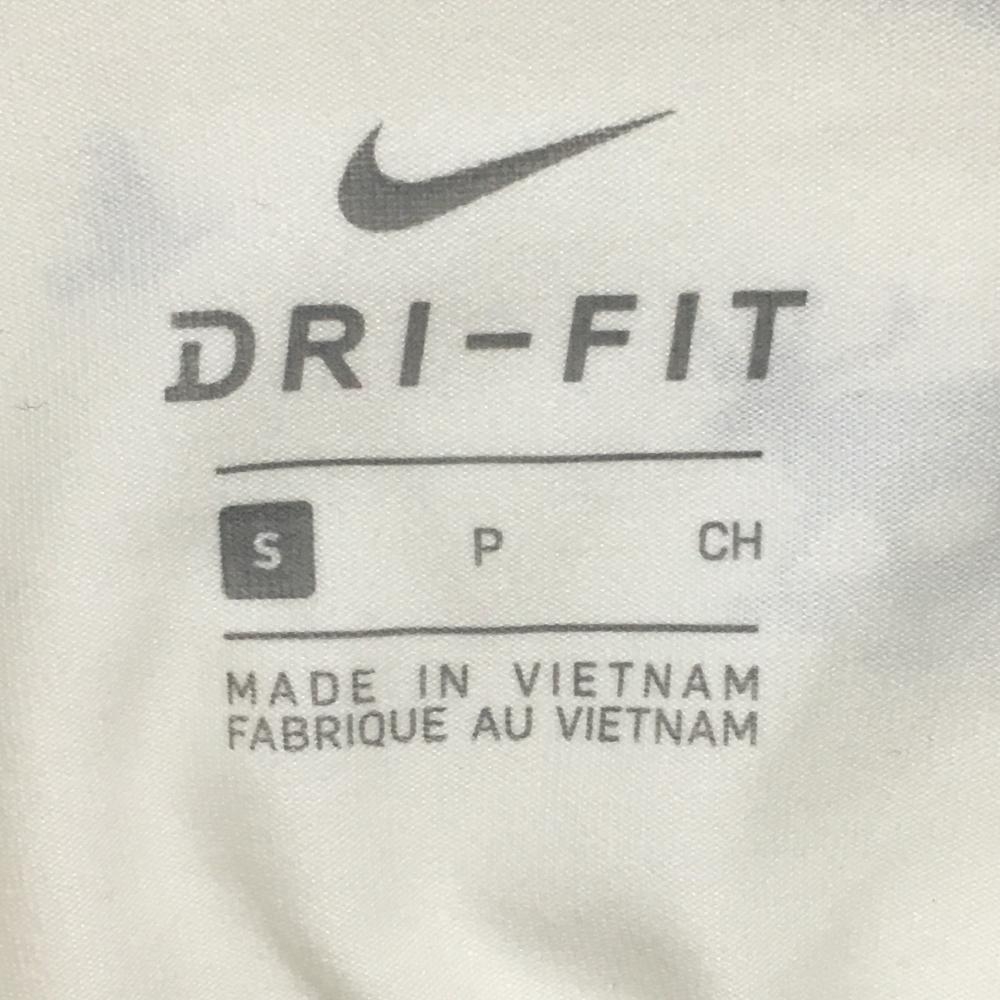 DRI-FIT
S P CH
MADE IN VIETNAM
FABRIQUE AU VIETNAM